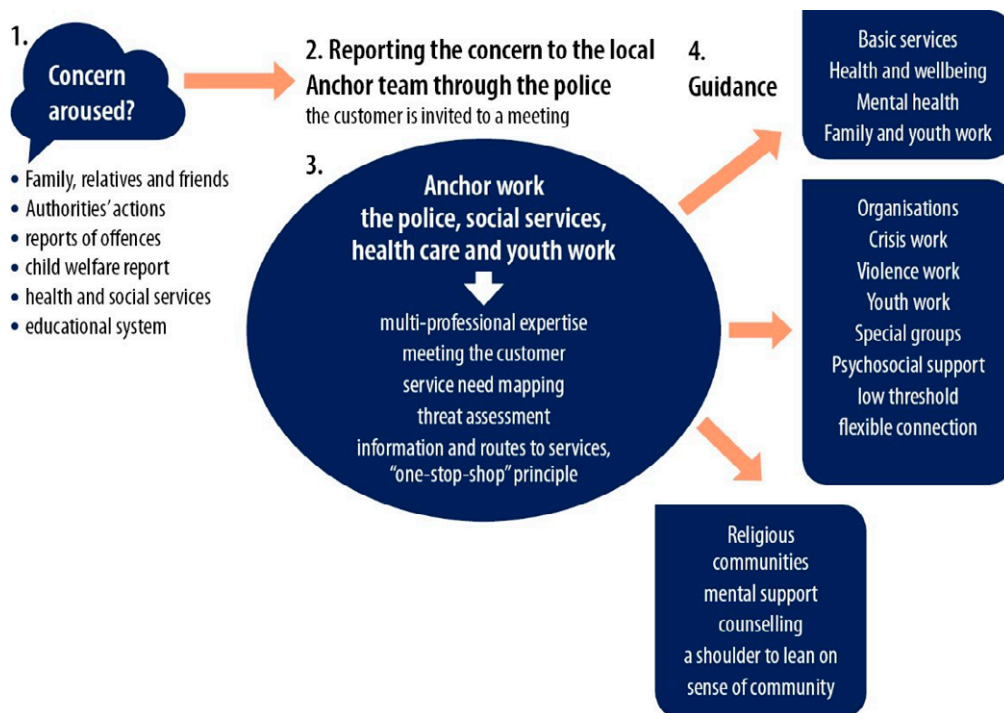 1.
Concern
aroused?
• Family, relatives and friends
• Authorities’ actions
• reports of offences
• child welfare report
• health and social services
• educational system
2. Reporting the concern to the local
Anchor team through the police
the customer is invited to a meeting
3.
Anchor work
the police, social services,
health care and youth work
multi-professional expertise
meeting the customer
service need mapping
threat assessment
information and routes to services,
“one-stop-shop” principle
4.
Guidance
Basic services
Health and wellbeing
Mental health
Family and youth work
Organisations
Crisis work
Violence work
Youth work
Special groups
Psychosocial support
low threshold
flexible connection
Religious
communities
mental support
counselling
a shoulder to lean on
sense of community